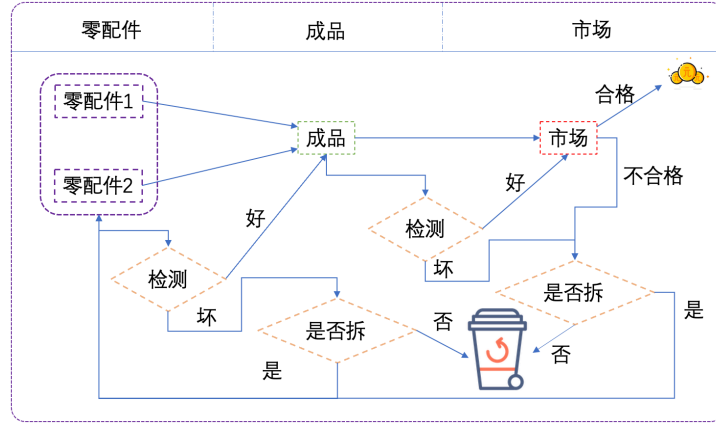 零配件
成品
市场
零配件1
零配件2
成品
市场
合格
不合格
好
好
检测
检测
坏
坏
是否拆
是否拆
否
否
是
是